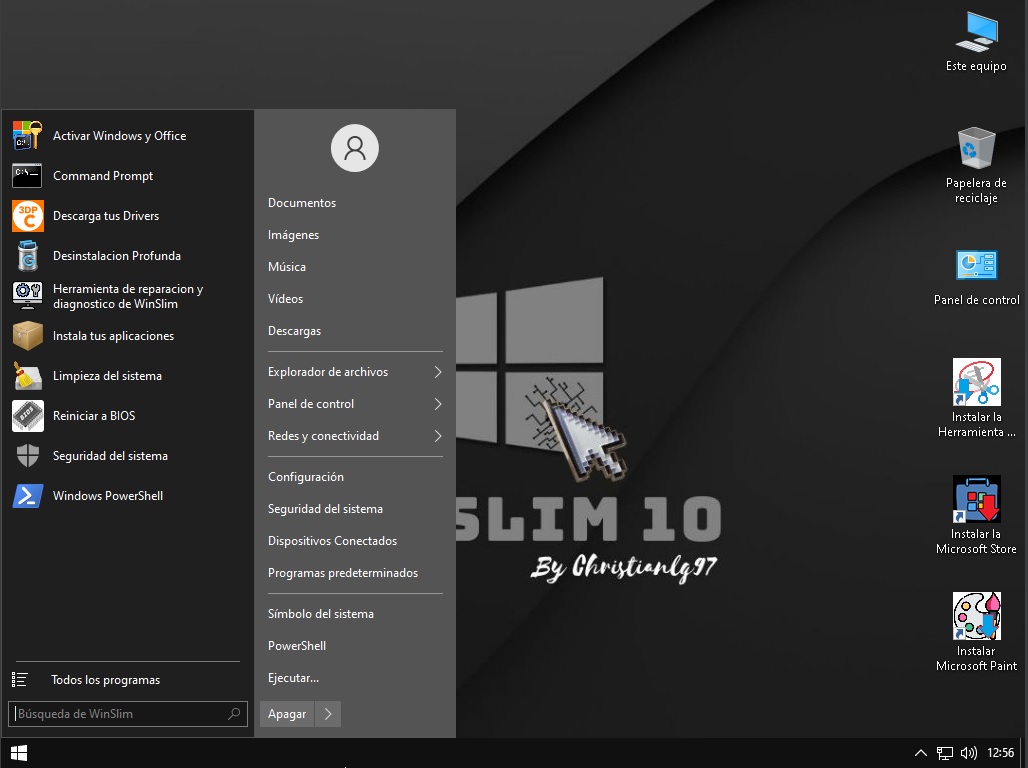 Activar Windows y Office
Command Prompt
Descarga tus Drivers
Desinstalacion Profunda
Herramienta de reparacion y
diagnostico de WinSlim
Instala tus aplicaciones
Limpieza del sistema
Reiniciar a BIOS
Seguridad del sistema
Windows PowerShell
Todos los programas
Búsqueda de WinSlim
Documentos
Imágenes
Música
Vídeos
Descargas
Explorador de archivos
Panel de control
Redes y conectividad
Configuración
Seguridad del sistema
Dispositivos Conectados
Programas predeterminados
Símbolo del sistema
PowerShell
Ejecutar...
Apagar
SLIM 10
By Christianlg97
Este equipo
Papelera de
reciclaje
Panel de control
Instalar la
Herramienta ...
Instalar la
Microsoft Store
Instalar
Microsoft Paint
12:56
3DP
C
BIOS
C:\